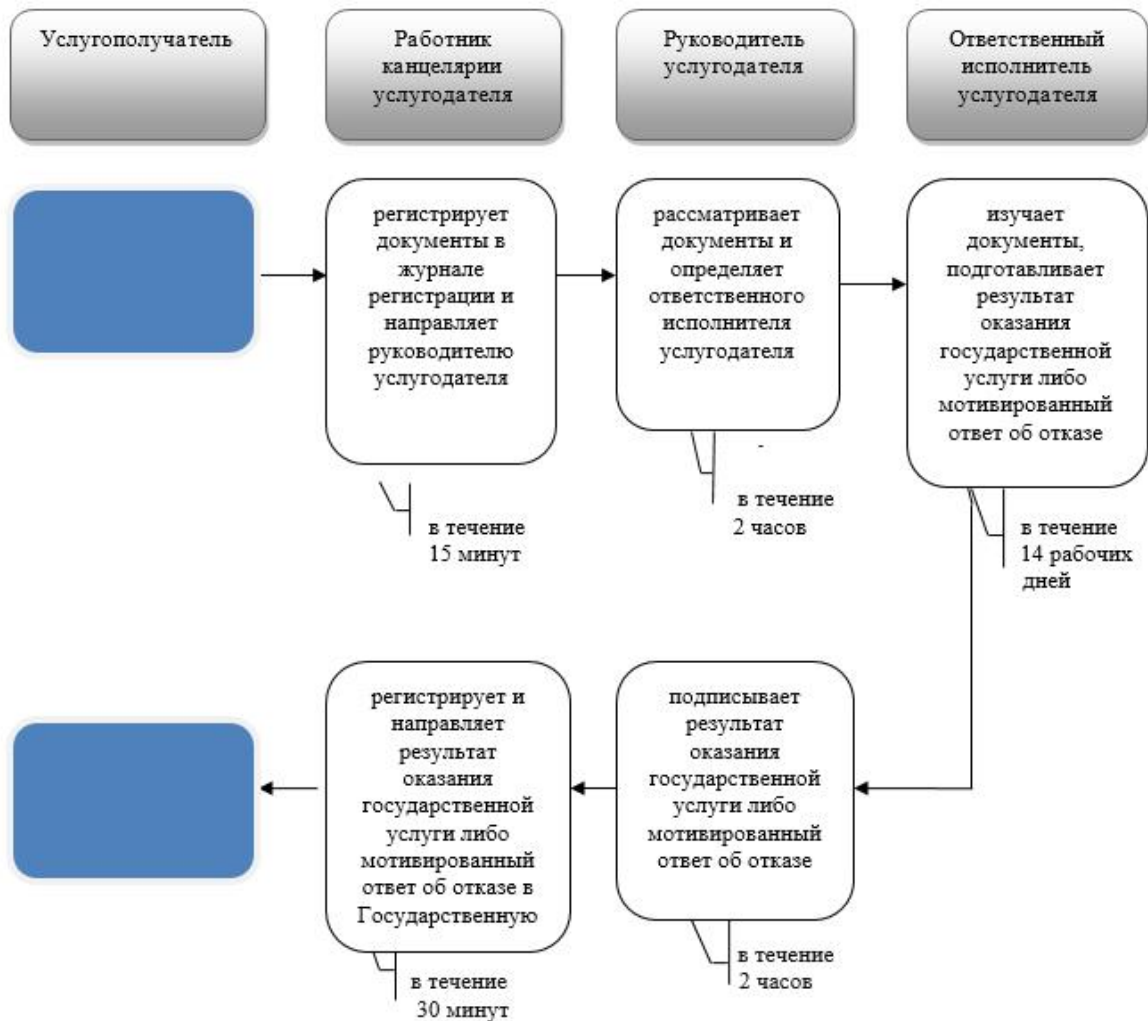 Услугополучатель
Работник
канцелярии
услугодателя
Руководитель
услугодателя
Ответственный
исполнитель
услугодателя
регистрирует
документы в
журнале
регистрации и
направляет
руководителю
услугодателя
рассматривает
документы и
определяет
ответственного
исполнителя
услугодателя
изучает
документы,
подготавливает
результат
оказания
государственной
услуги либо
мотивированный
ответ об отказе
в течение
15 минут
-
в течение
2 часов
в течение
14 рабочих
дней
регистрирует и
направляет
результат
оказания
государственной
услуги либо
мотивированный
ответ об отказе в
Государственную
подписывает
результат
оказания
государственной
услуги либо
мотивированный
ответ об отказе
в течение
30 минут
в течение
2 часов